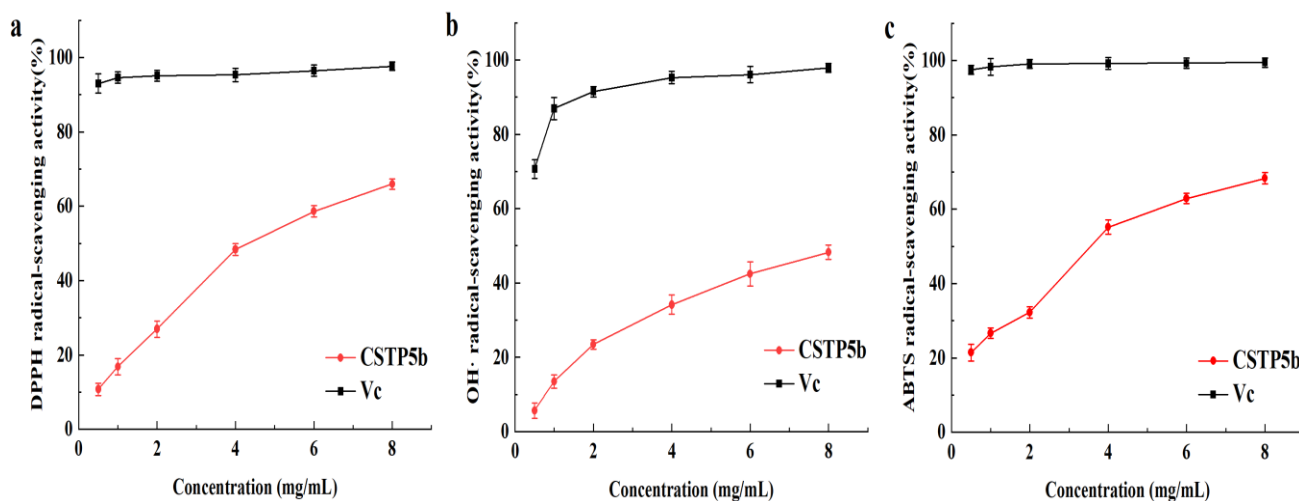 a
DPPH radical-scavenging activity(%)
100
80
60
40
20
0
0 2 4 6 8
Concentration (mg/mL)
CSTP5b
Vc
b
OH· radical-scavenging activity(%)
100
80
60
40
20
0
0 2 4 6 8
Concentration (mg/mL)
CSTP5b
Vc
c
ABTS radical-scavenging activity(%)
100
80
60
40
20
0
0 2 4 6 8
Concentration (mg/mL)
CSTP5b
Vc